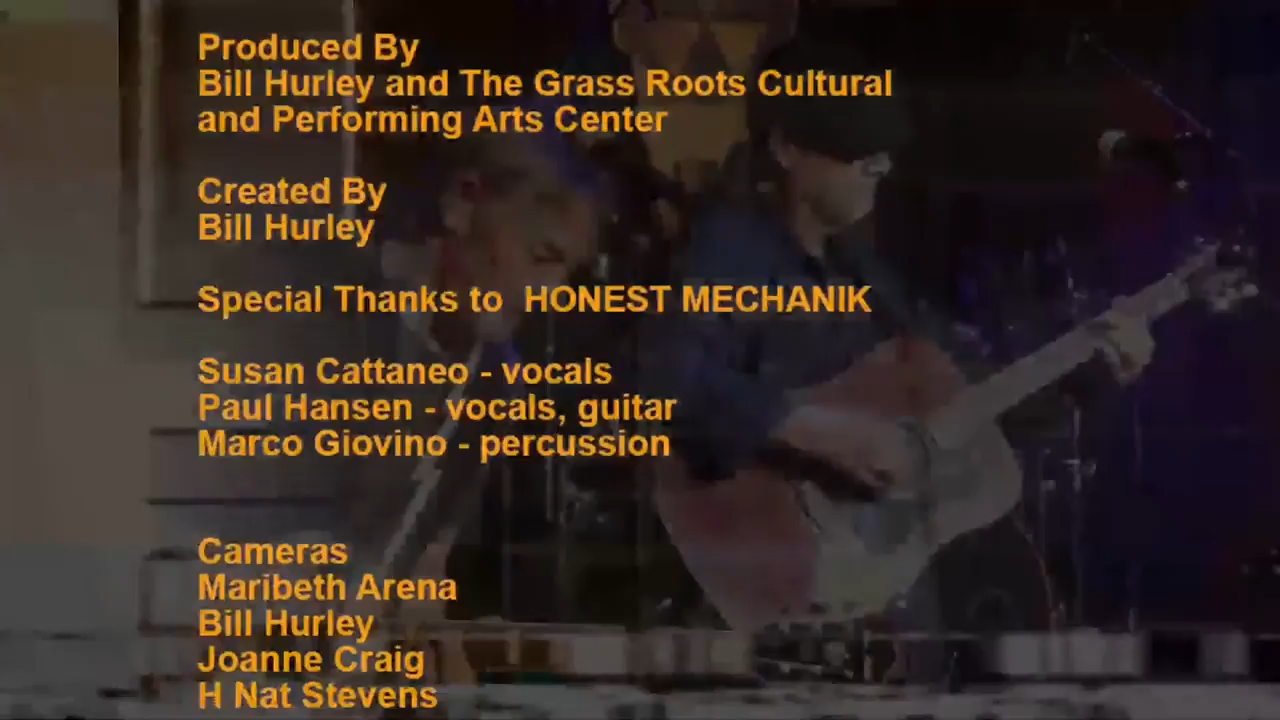 Produced By
Bill Hurley and The Grass Roots Cultural
and Performing Arts Center
Created By
Bill Hurley
Special Thanks to  HONEST MECHANIK
Susan Cattaneo - vocals
Paul Hansen - vocals, guitar
Marco Giovino - percussion
Cameras
Maribeth Arena
Bill Hurley
Joanne Craig
H Nat Stevens